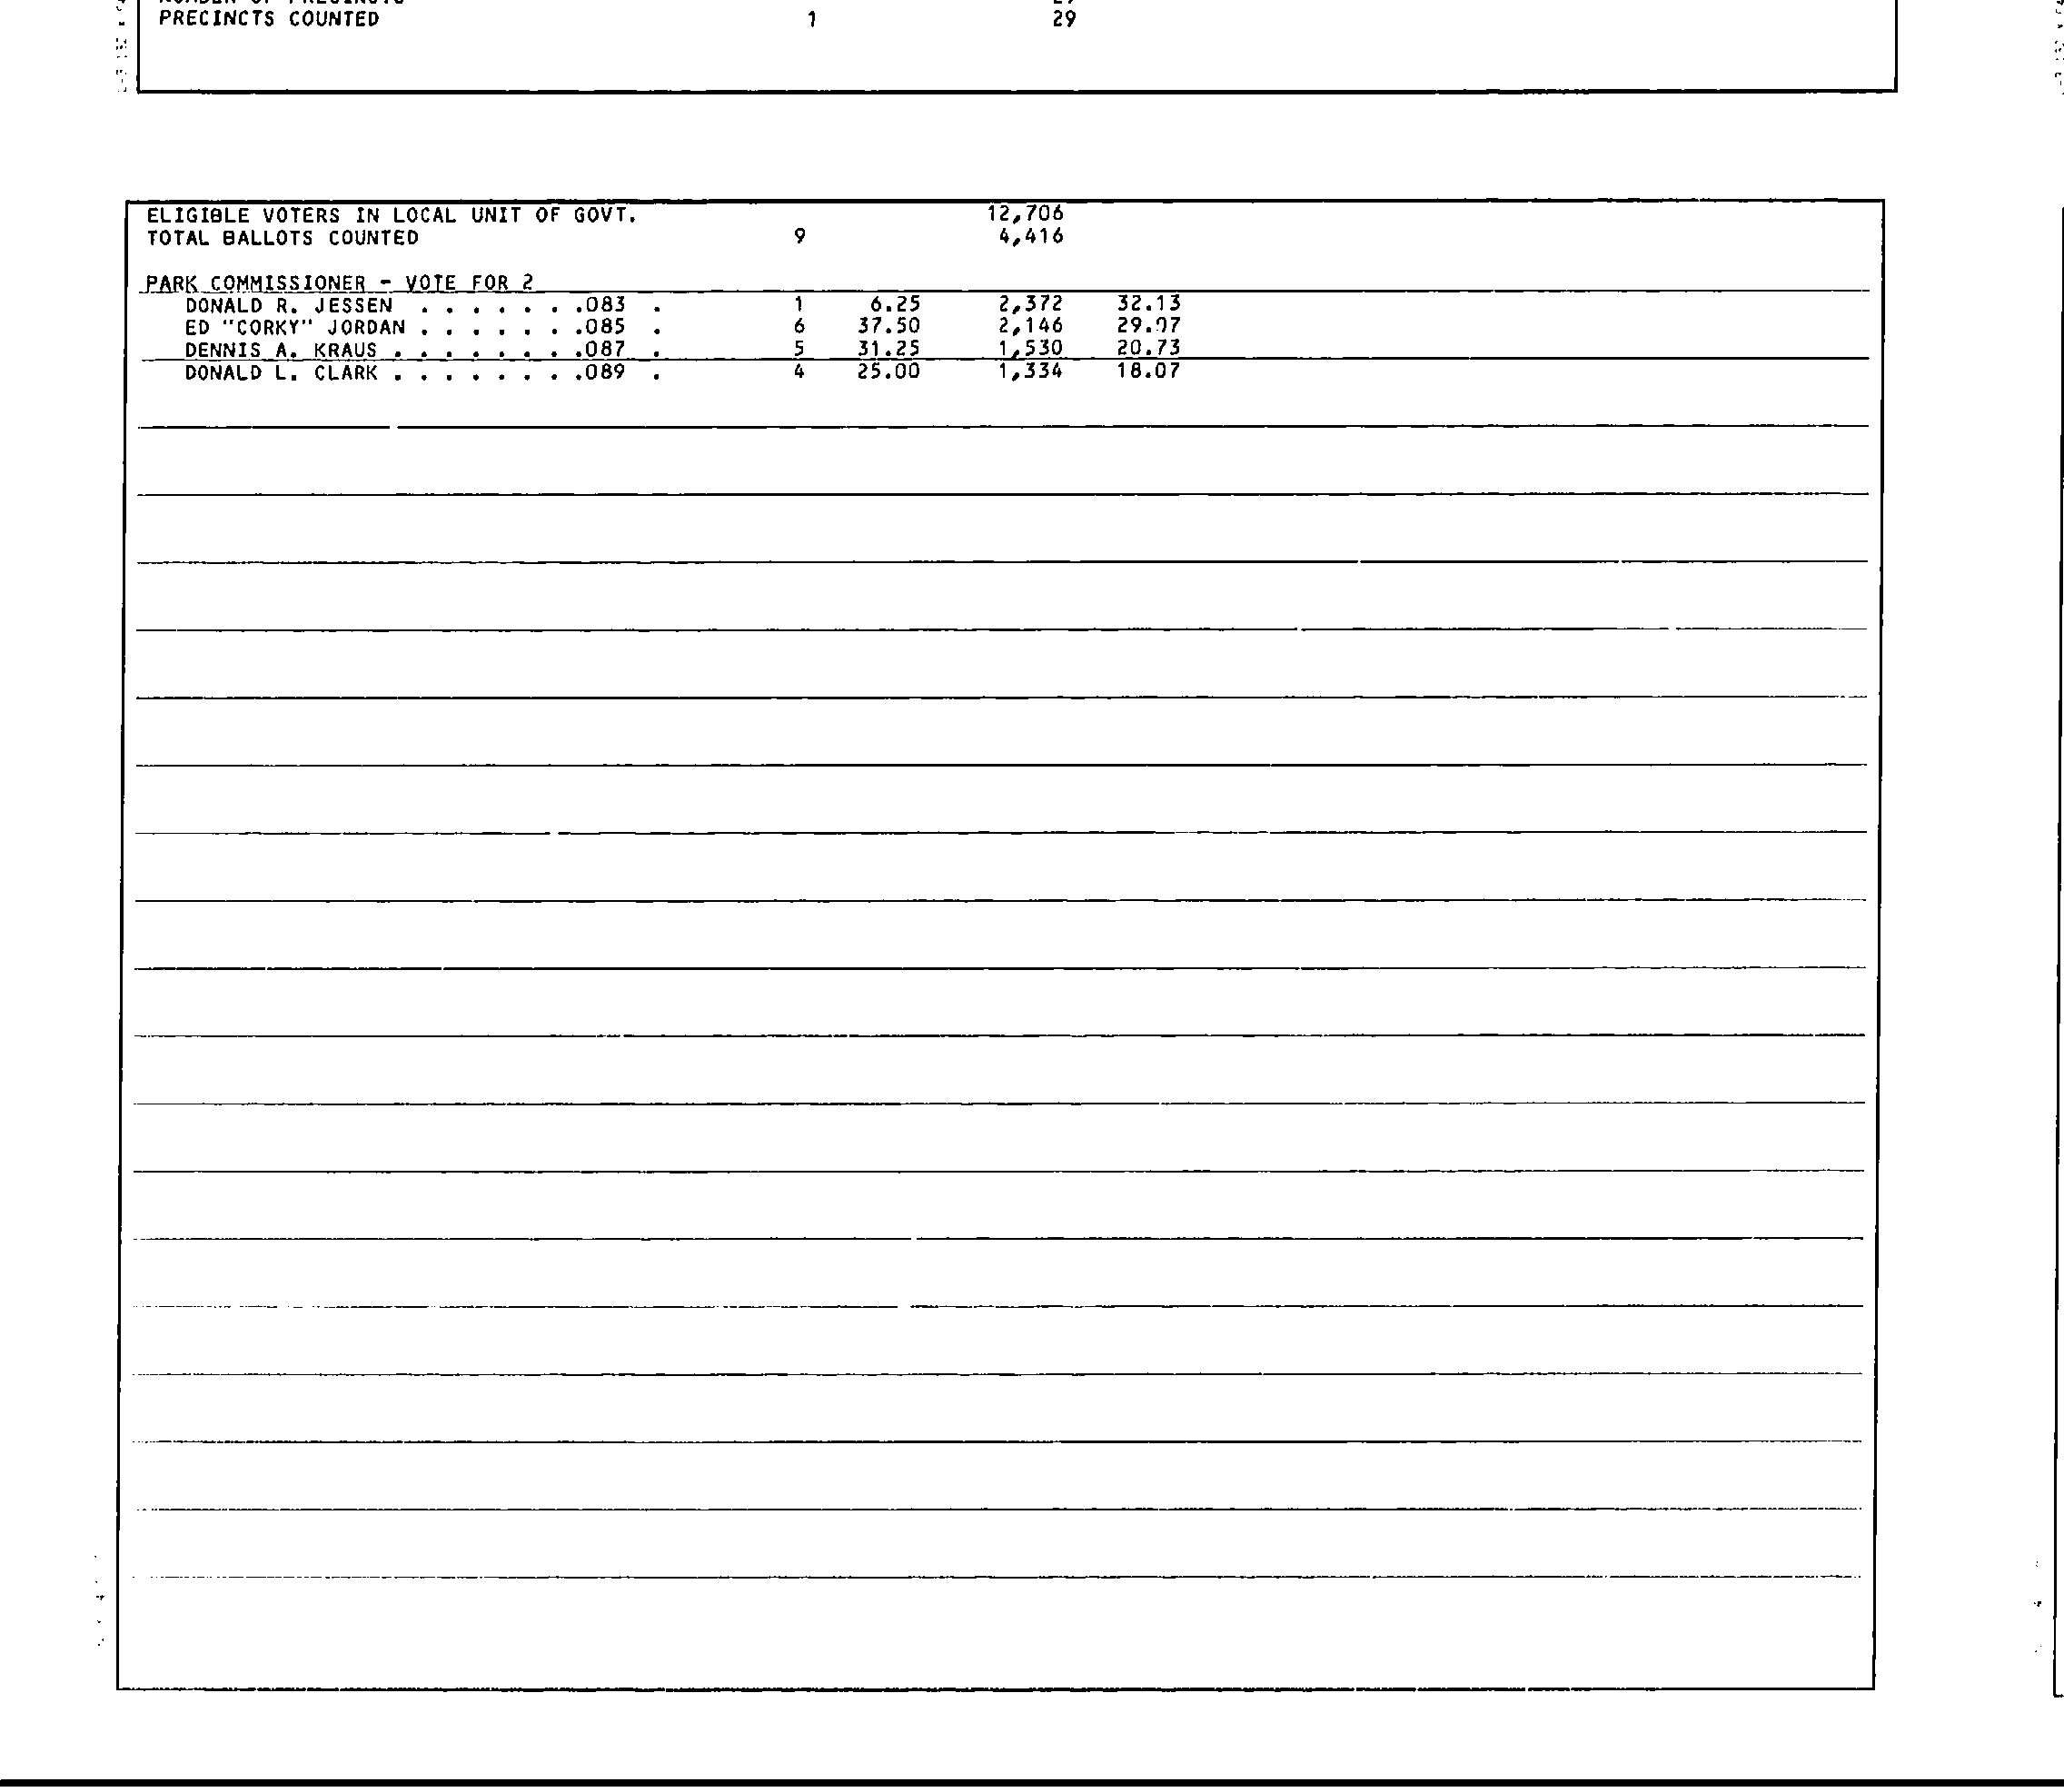 PRECINCTS COUNTED 1 29
ELIGIBLE VOTERS IN LOCAL UNIT OF GOVT. 12,706
TOTAL BALLOTS COUNTED 9 4,416
PARK COMMISSIONER - VOTE FOR 2
DONALD R. JESSEN . . . . . . .083 . 1 6.25 2,372 32.13
ED "CORKY" JORDAN . . . . . . .085 . 6 37.50 2,146 29.07
DENNIS A. KRAUS . . . . . . . .087 . 5 31.25 1,530 20.73
DONALD L. CLARK . . . . . . . .089 . 4 25.00 1,334 18.07